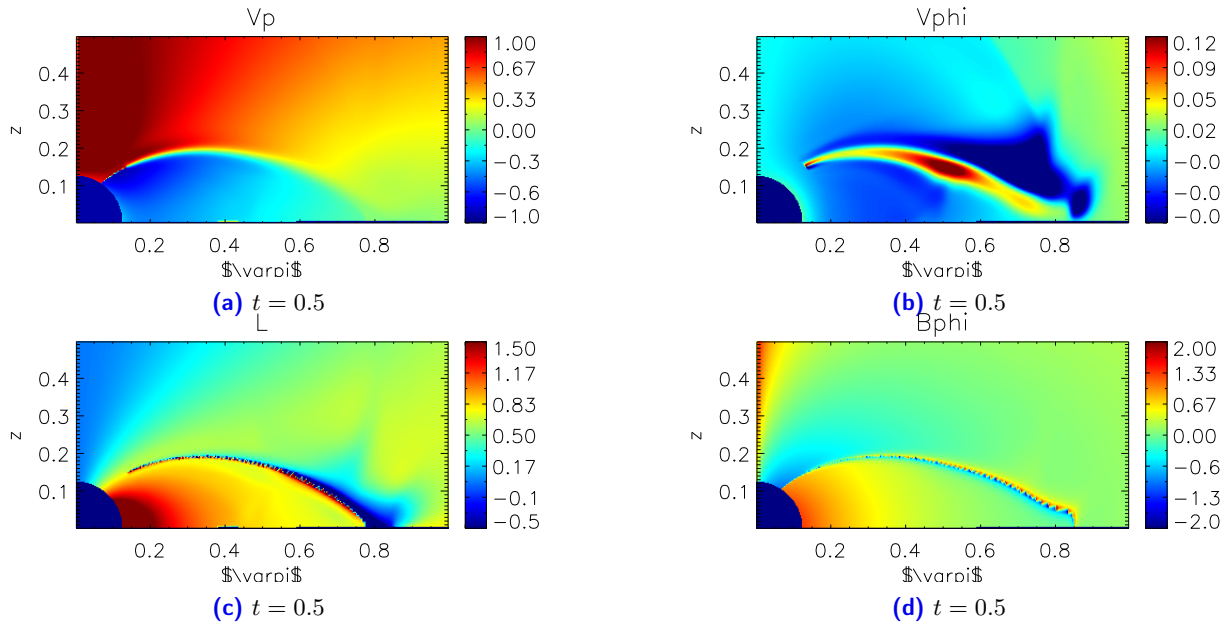 Vp
1.00
0.67
0.33
0.00
−0.3
−0.6
−1.0
0.4
0.3
0.2
0.1
z
0.2 0.4 0.6 0.8
$\varpi$
(a) t = 0.5
Vphi
0.12
0.09
0.05
0.02
−0.0
−0.0
−0.0
0.4
0.3
0.2
0.1
z
0.2 0.4 0.6 0.8
$\varpi$
(b) t = 0.5
L
1.50
1.17
0.83
0.50
0.17
−0.1
−0.5
0.4
0.3
0.2
0.1
z
0.2 0.4 0.6 0.8
$\varpi$
(c) t = 0.5
Bphi
2.00
1.33
0.67
0.00
−0.6
−1.3
−2.0
0.4
0.3
0.2
0.1
z
0.2 0.4 0.6 0.8
$\varpi$
(d) t = 0.5